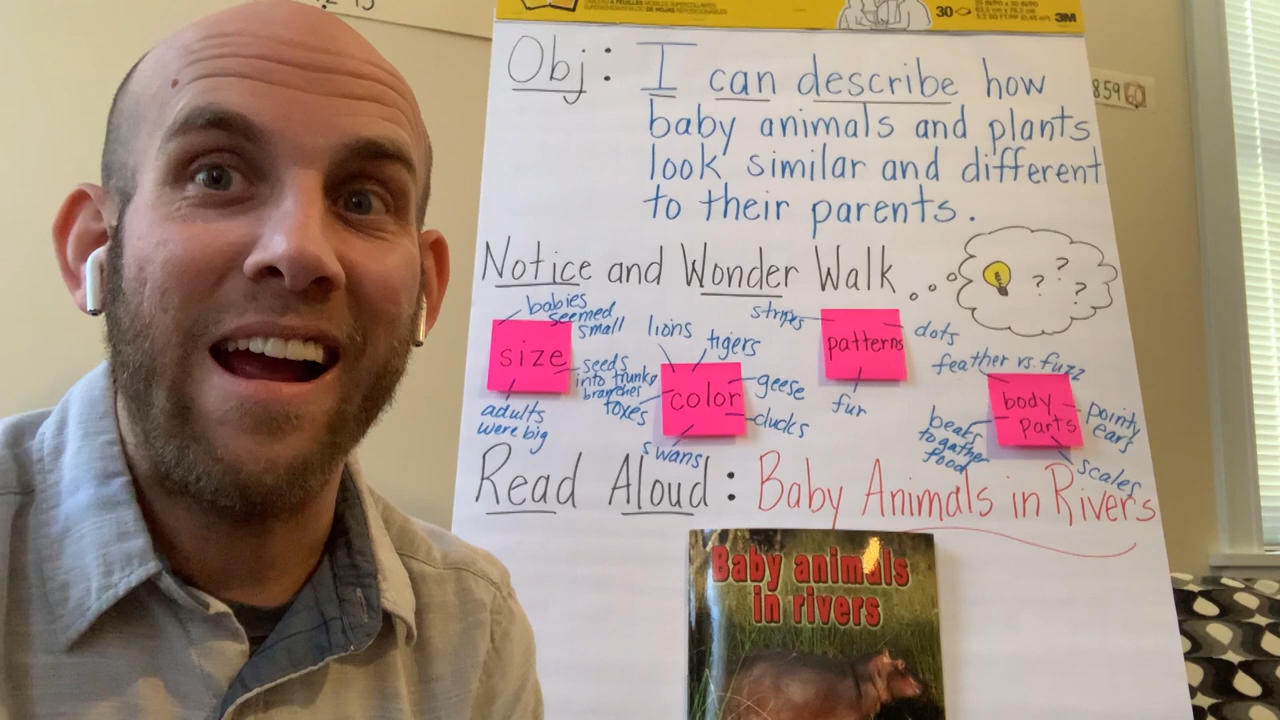 30
3M
Obj: I can describe how
baby animals and plants
look similar and different
to their parents.
85960
Notice and Wonder Walk
? ? ?
babies
seemed
small
size
seeds
into trunks
branches
adults
were big
lions
tigers
color
geese
clucks
foxes
swans
stripes
patterns
dots
fur
feather vs. fuzz
body
parts
pointy
ears
beaks
to gather
food
scales
Read Aloud: Baby Animals in Rivers
Baby animals
in rivers